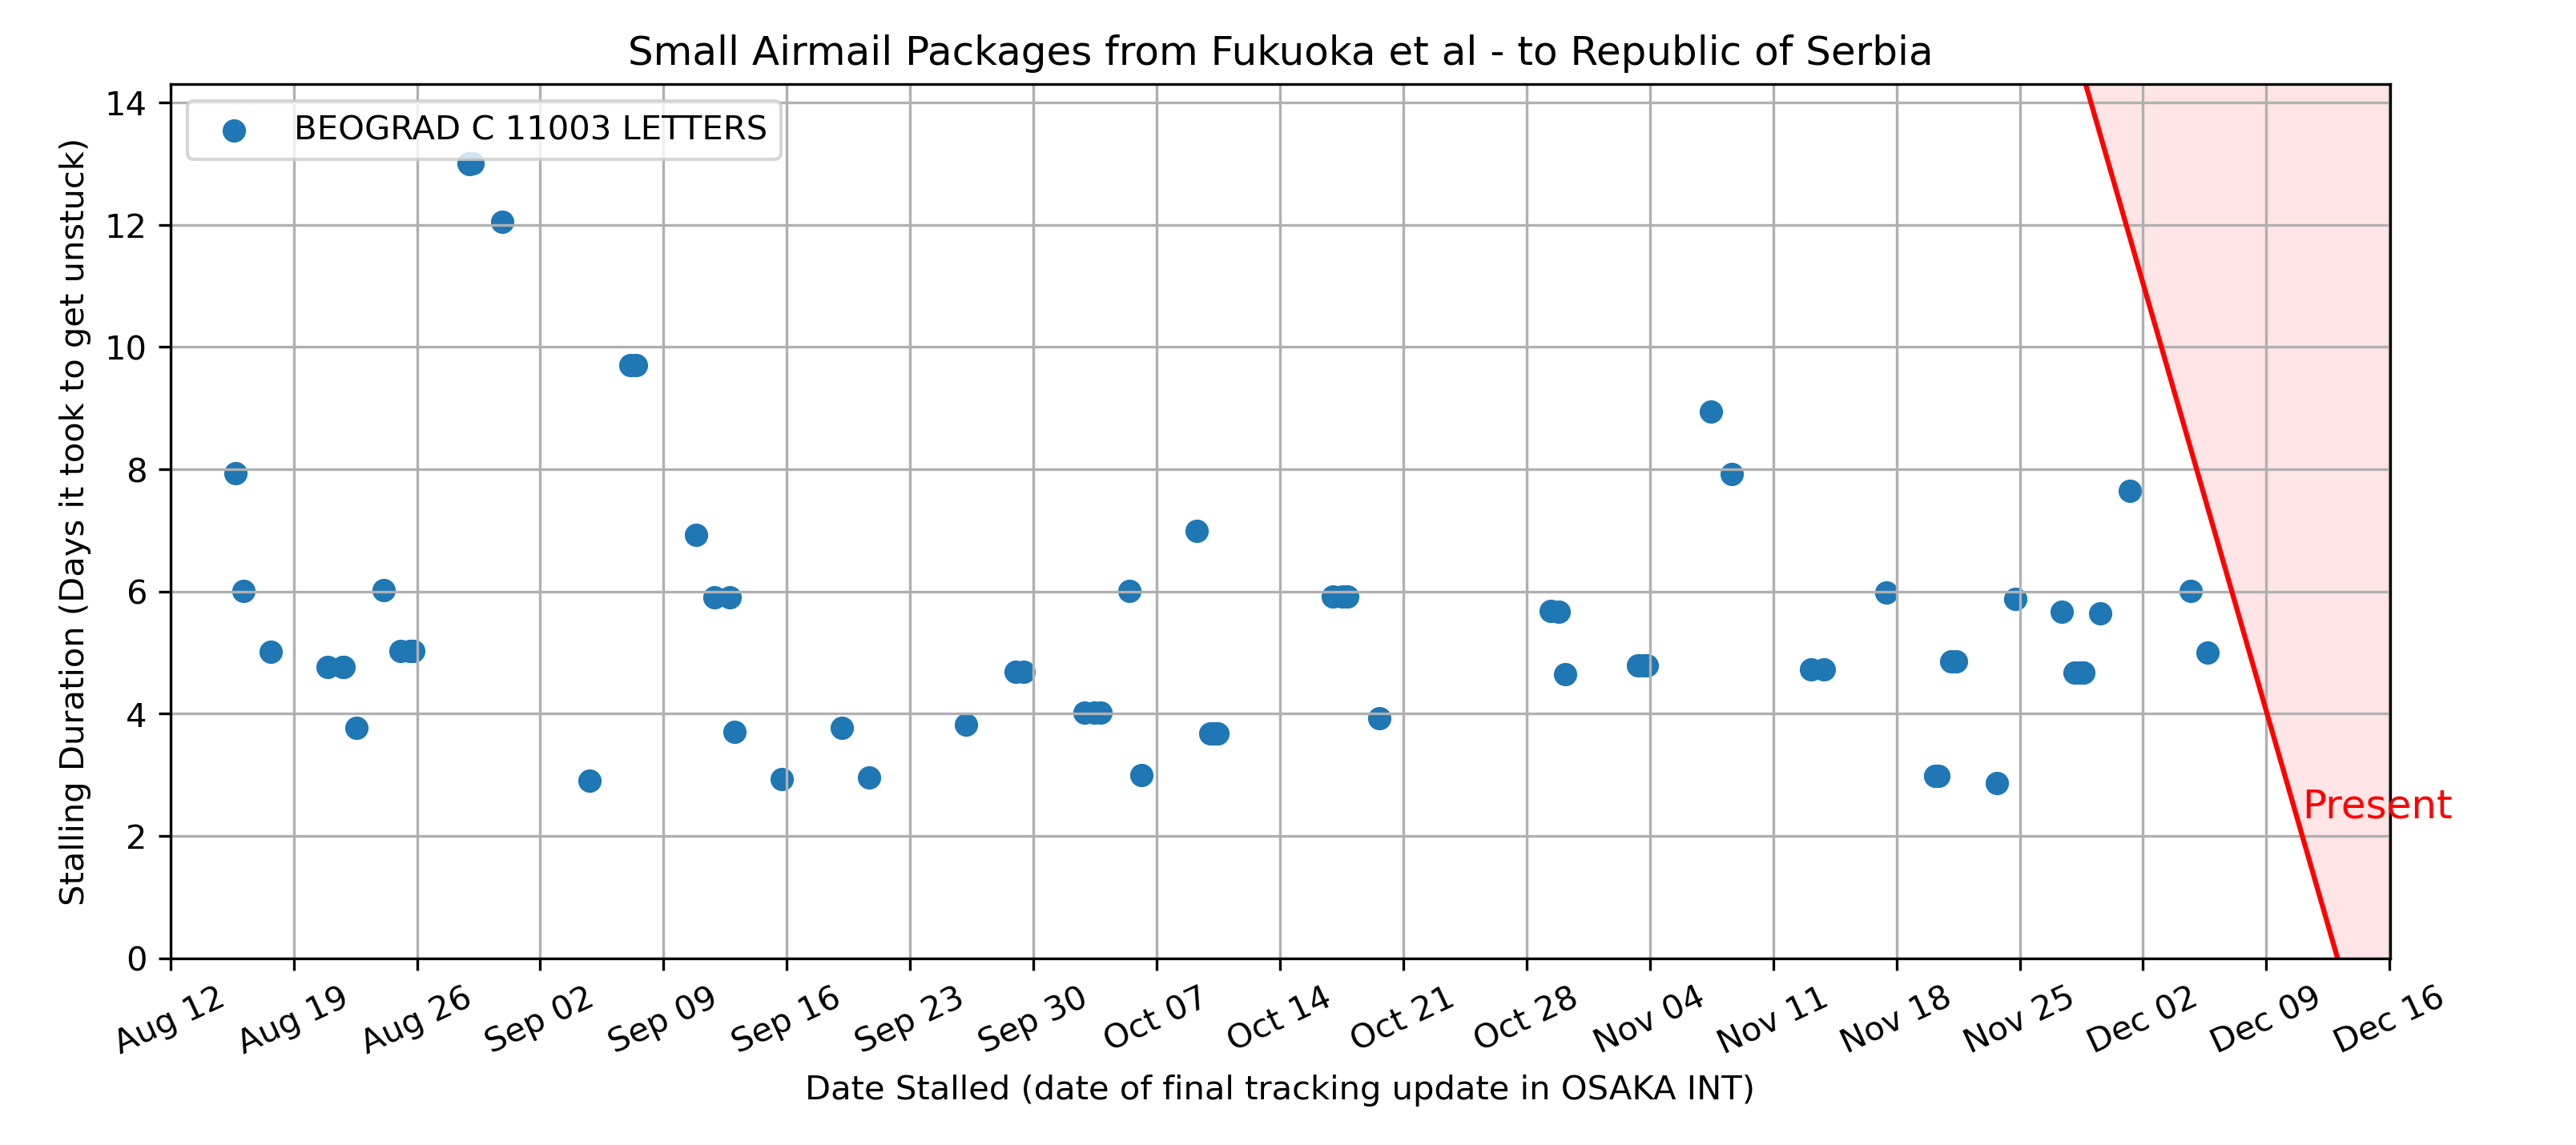 Small Airmail Packages from Fukuoka et al - to Republic of Serbia
BEOGRAD C 11003 LETTERS
Stalling Duration (Days it took to get unstuck)
14
12
10
8
6
4
2
0
Present
Aug 12
Aug 19
Aug 26
Sep 02
Sep 09
Sep 16
Sep 23
Sep 30
Oct 07
Oct 14
Oct 21
Oct 28
Nov 04
Nov 11
Nov 18
Nov 25
Dec 02
Dec 09
Dec 16
Date Stalled (date of final tracking update in OSAKA INT)